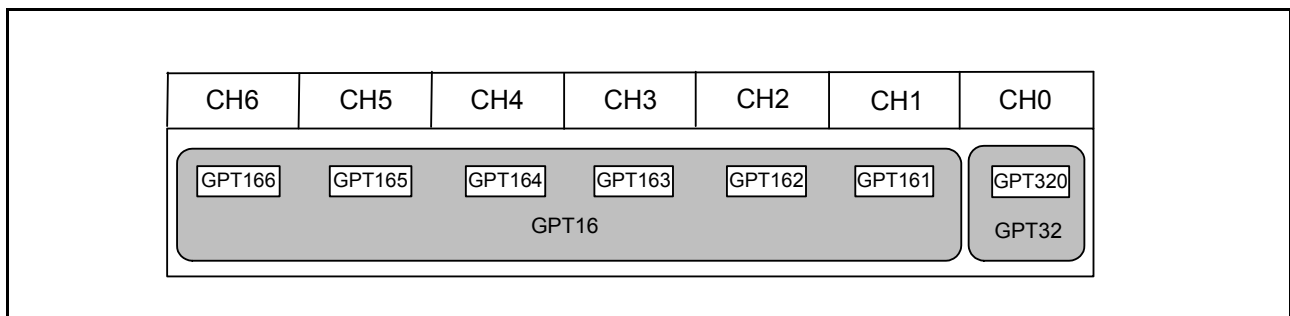 CH6 CH5 CH4 CH3 CH2 CH1 CH0
GPT166 GPT165 GPT164 GPT163 GPT162 GPT161 GPT320
GPT16 GPT32